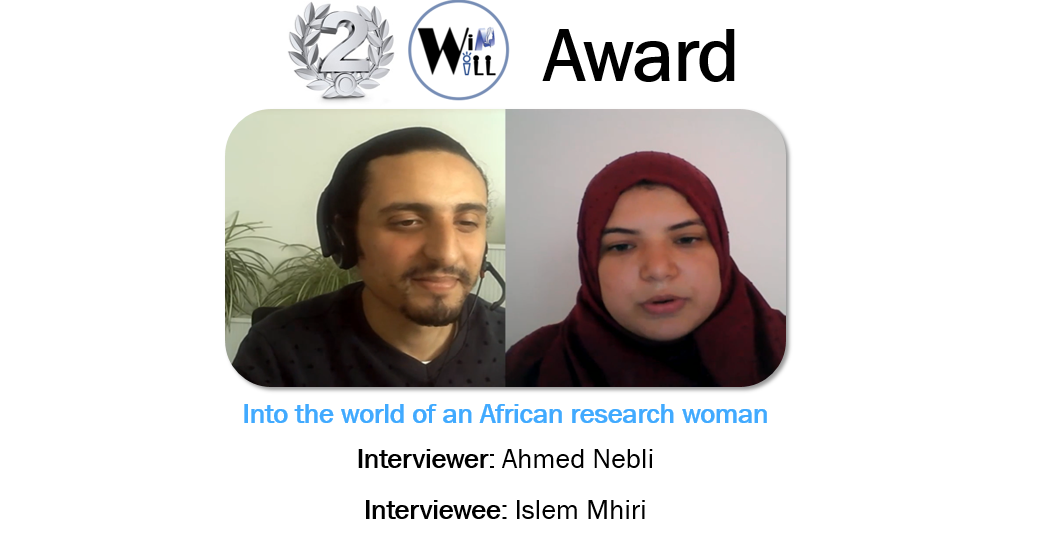 2
WiM
WiLL
Award
Into the world of an African research woman
Interviewer: Ahmed Nebli
Interviewee: Islem Mhiri